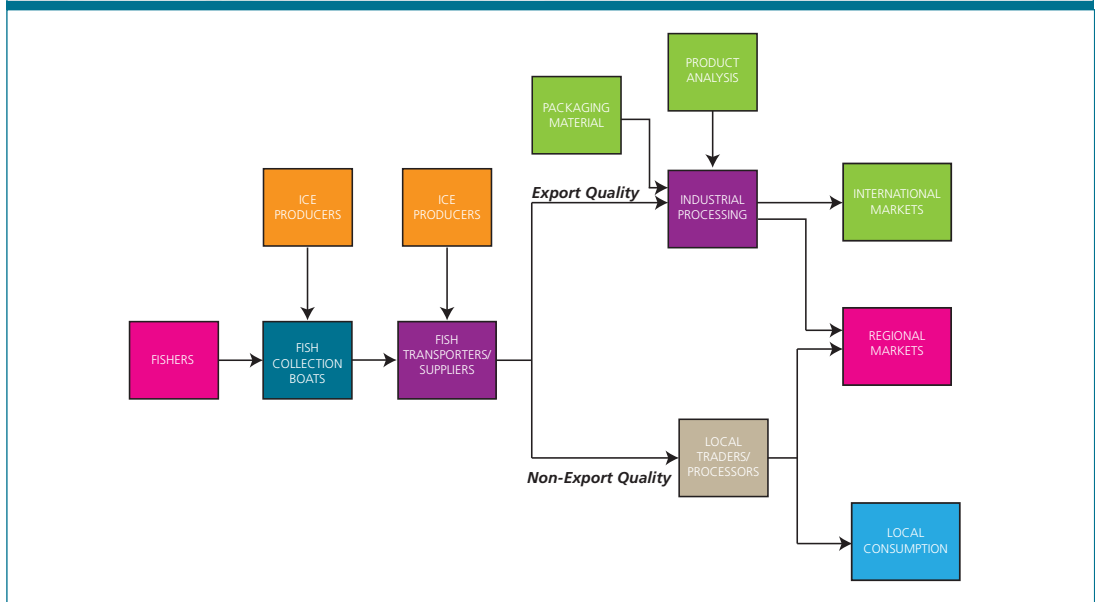 PRODUCT
ANALYSIS
PACKAGING
MATERIAL
ICE
PRODUCERS
ICE
PRODUCERS
Export Quality
INDUSTRIAL
PROCESSING
INTERNATIONAL
MARKETS
FISHERS
FISH
COLLECTION
BOATS
FISH
TRANSPORTERS/
SUPPLIERS
REGIONAL
MARKETS
Non-Export Quality
LOCAL
TRADERS/
PROCESSORS
LOCAL
CONSUMPTION